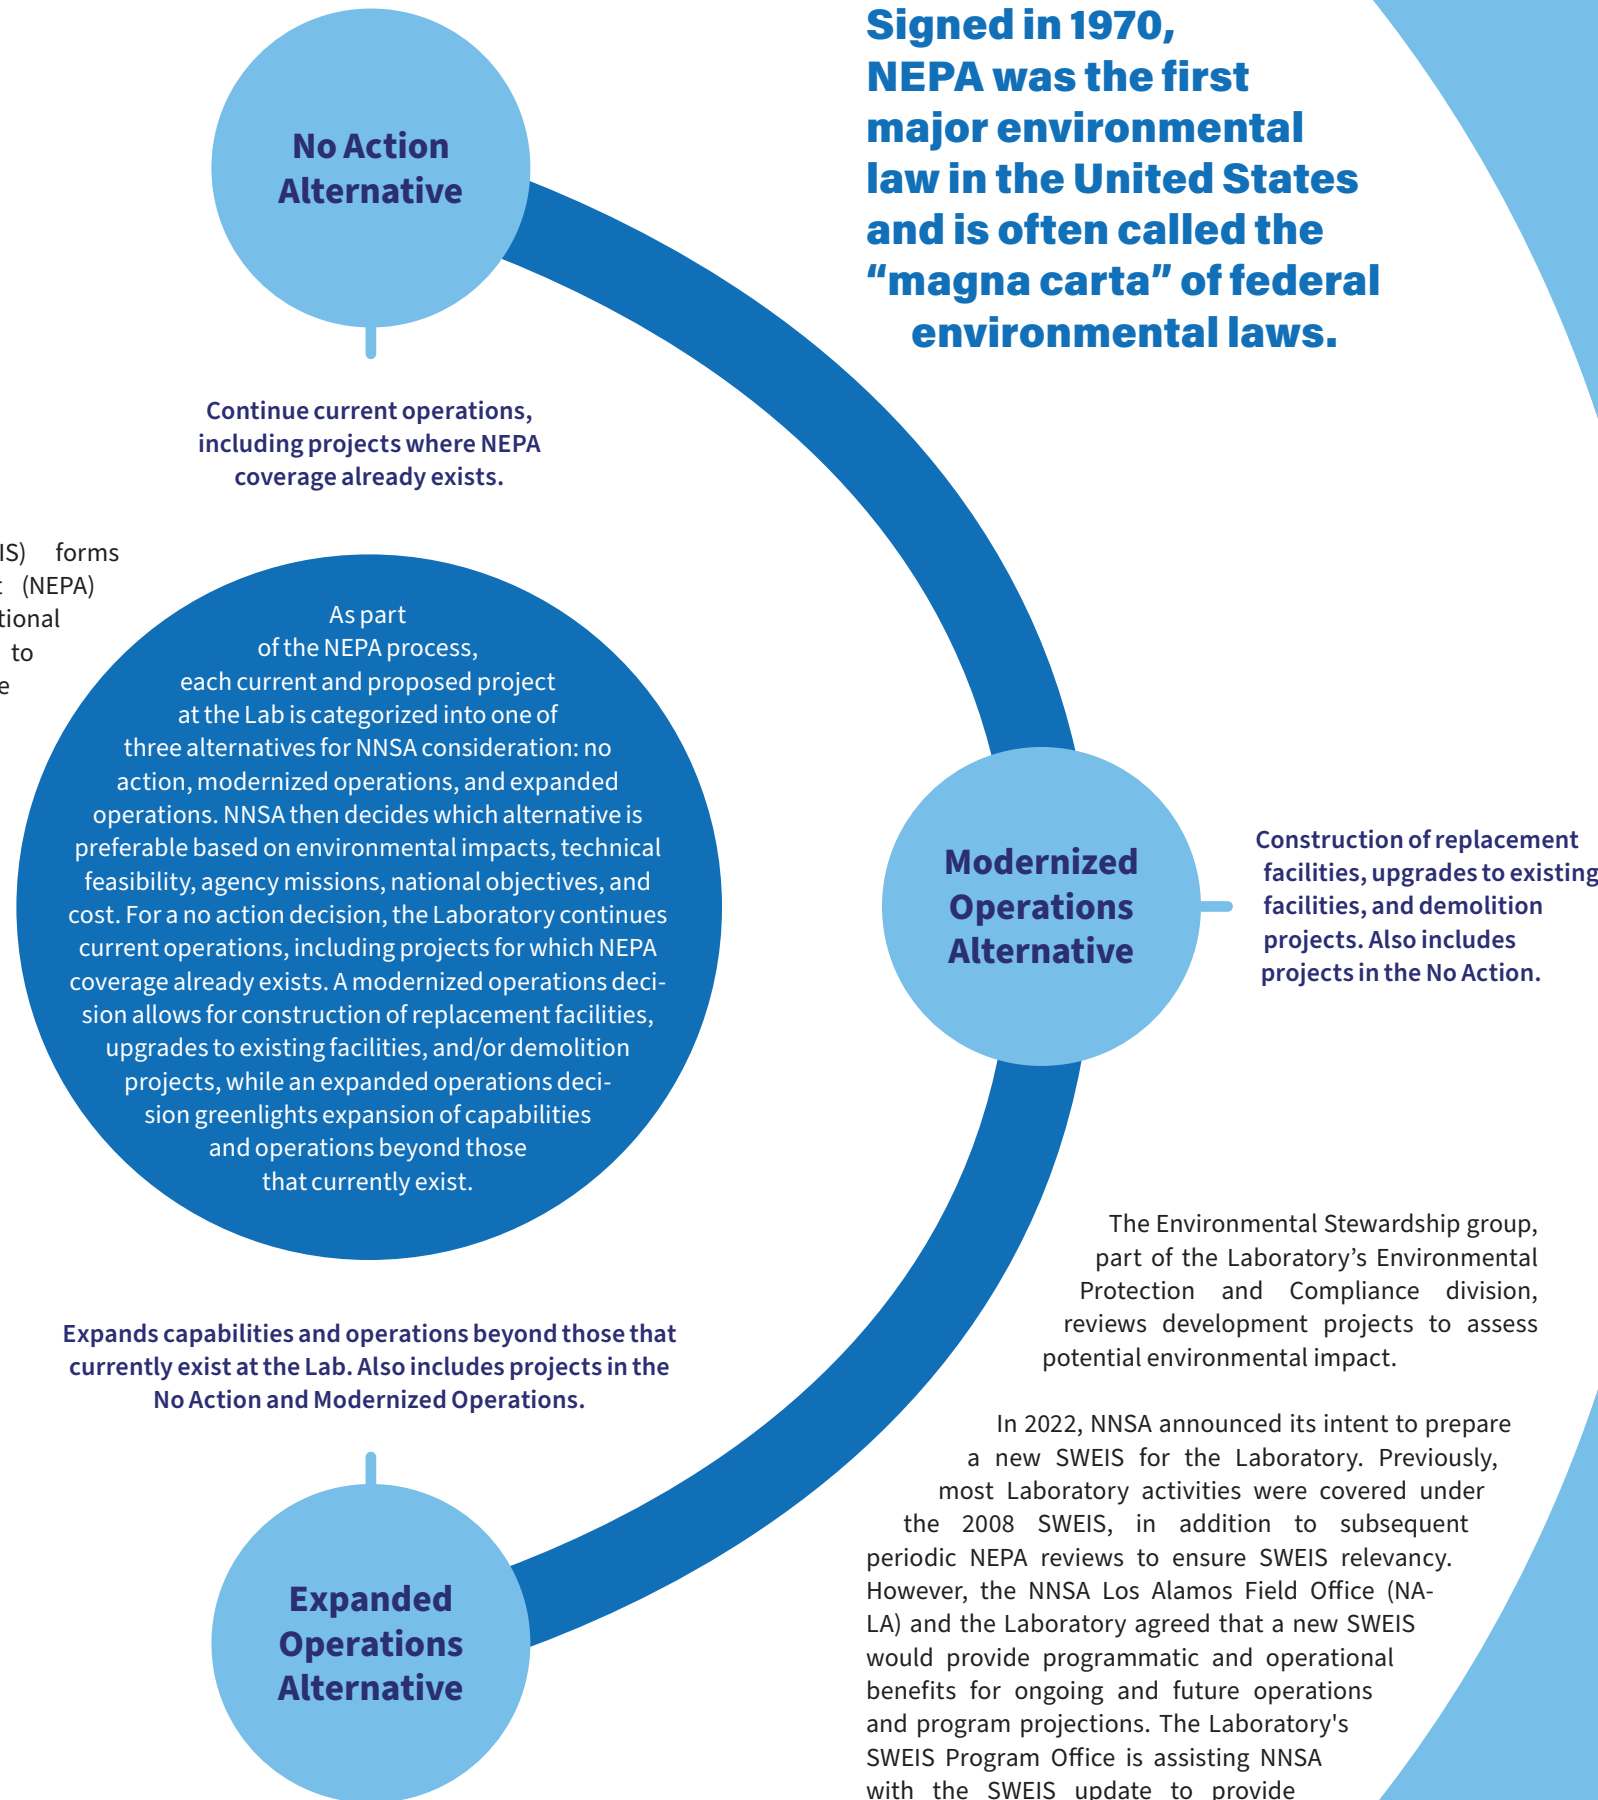 Signed in 1970,
NEPA was the first
major environmental
law in the United States
and is often called the
“magna carta” of federal
environmental laws.
No Action
Alternative
Continue current operations,
including projects where NEPA
coverage already exists.
forms
(NEPA)
to
As part
of the NEPA process,
each current and proposed project
at the Lab is categorized into one of
three alternatives for NNSA consideration: no
action, modernized operations, and expanded
operations. NNSA then decides which alternative is
preferable based on environmental impacts, technical
feasibility, agency missions, national objectives, and
cost. For a no action decision, the Laboratory continues
current operations, including projects for which NEPA
coverage already exists. A modernized operations deci-
sion allows for construction of replacement facilities,
upgrades to existing facilities, and/or demolition
projects, while an expanded operations deci-
sion greenlights expansion of capabilities
and operations beyond those
that currently exist.
Modernized
Operations
Alternative
Construction of replacement
facilities, upgrades to existing
facilities, and demolition
projects. Also includes
projects in the No Action.
Expands capabilities and operations beyond those that
currently exist at the Lab. Also includes projects in the
No Action and Modernized Operations.
Expanded
Operations
Alternative
The Environmental Stewardship group,
part of the Laboratory’s Environmental
Protection and Compliance division,
reviews development projects to assess
potential environmental impact.
In 2022, NNSA announced its intent to prepare
a new SWEIS for the Laboratory. Previously,
most Laboratory activities were covered under
the 2008 SWEIS, in addition to subsequent
periodic NEPA reviews to ensure SWEIS relevancy.
However, the NNSA Los Alamos Field Office (NA-
LA) and the Laboratory agreed that a new SWEIS
would provide programmatic and operational
benefits for ongoing and future operations
and program projections. The Laboratory's
SWEIS Program Office is assisting NNSA
with the SWEIS update to provide